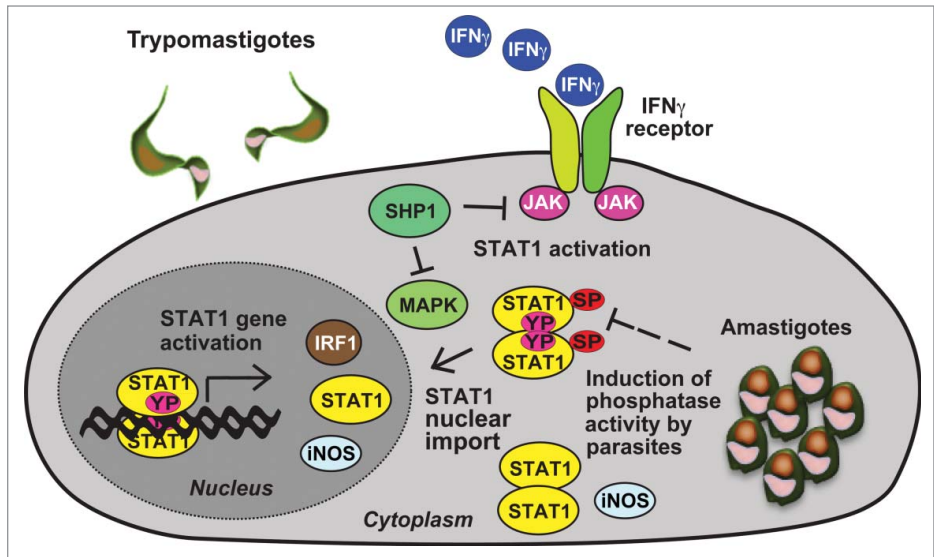 Trypomastigotes
IFNγ
IFNγ
IFNγ
IFNγ
receptor
JAK
JAK
SHP1
STAT1 activation
MAPK
STAT1
SP
YP
YP
SP
STAT1
Amastigotes
STAT1 gene
activation
IRF1
STAT1
YP
STAT1
STAT1
iNOS
Nucleus
STAT1
nuclear
import
Induction of
phosphatase
activity by
parasites
STAT1
STAT1
iNOS
Cytoplasm